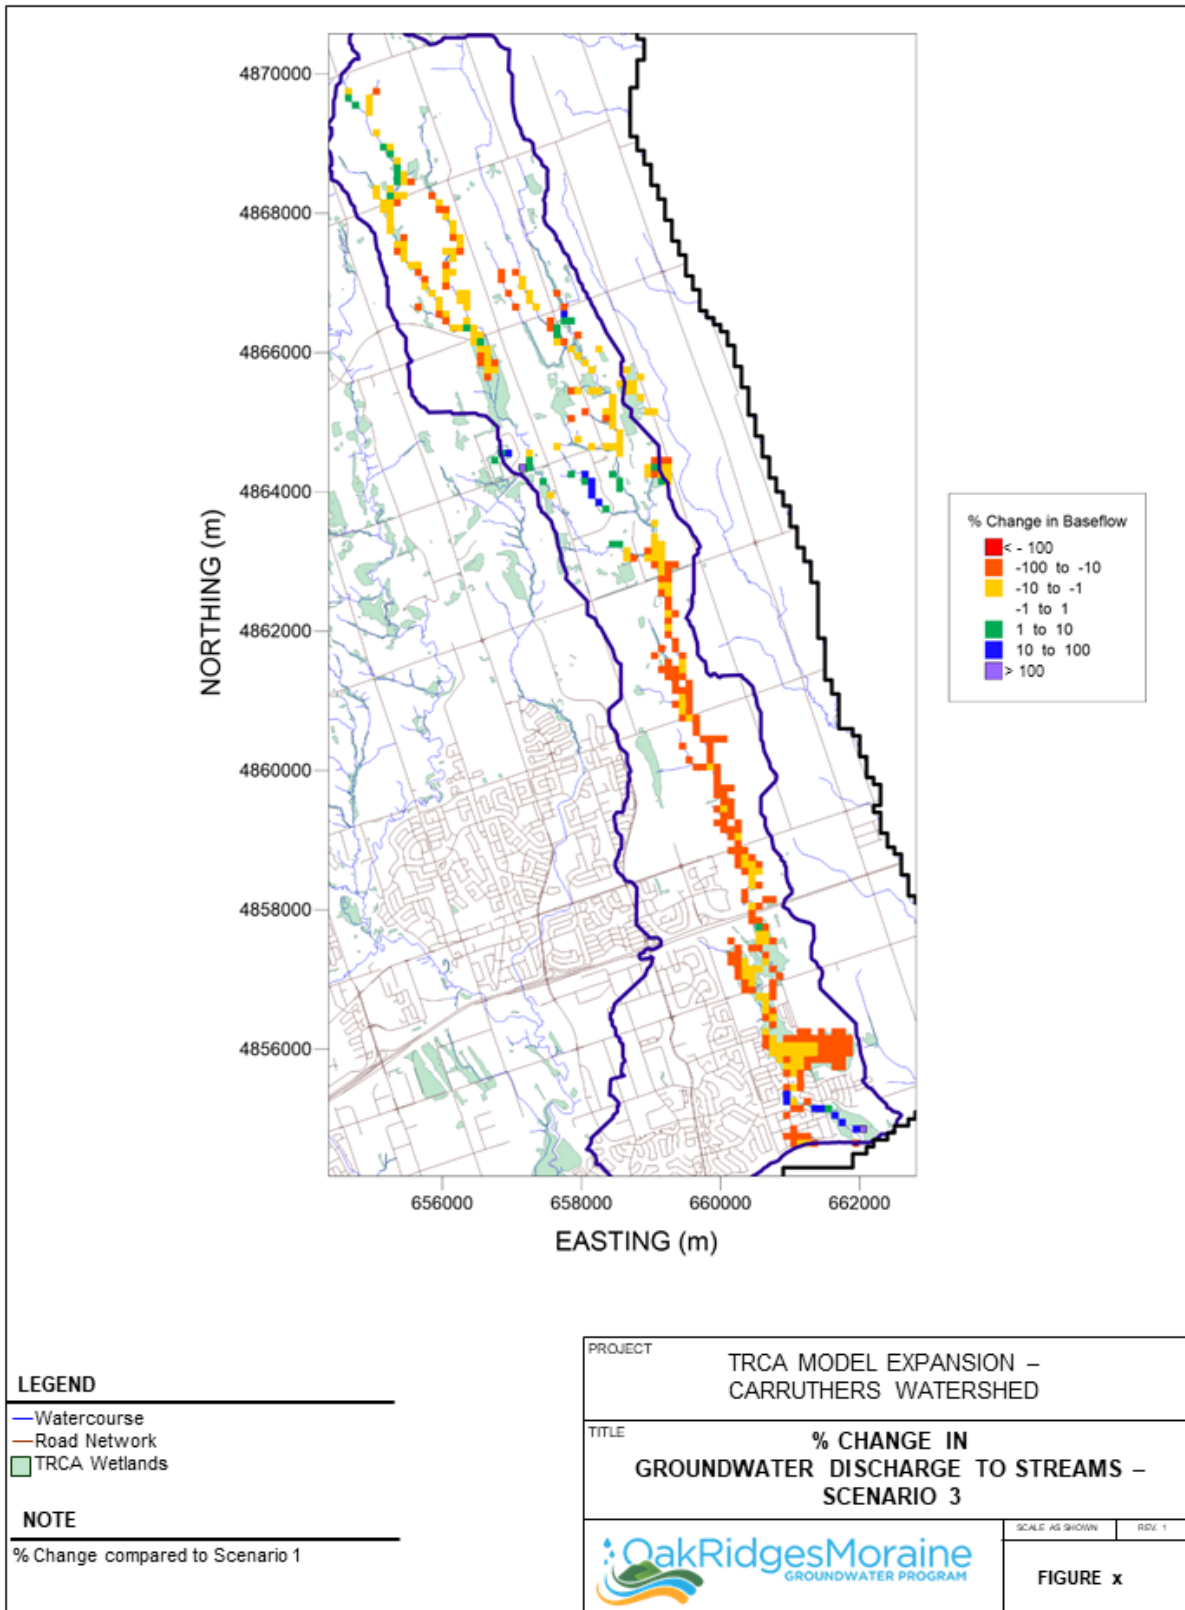 4870000
4868000
4866000
4864000
4862000
4860000
4858000
4856000
NORTHING (m)
656000
658000
660000
662000
EASTING (m)
% Change in Baseflow
< - 100
-100 to -10
-10 to -1
-1 to 1
1 to 10
10 to 100
> 100
LEGEND
Watercourse
Road Network
TRCA Wetlands
NOTE
% Change compared to Scenario 1
PROJECT
TRCA MODEL EXPANSION –
CARRUTHERS WATERSHED
TITLE
% CHANGE IN
GROUNDWATER DISCHARGE TO STREAMS –
SCENARIO 3
OakRidgesMoraine
GROUNDWATER PROGRAM
SCALE AS SHOWN
REV. 1
FIGURE x